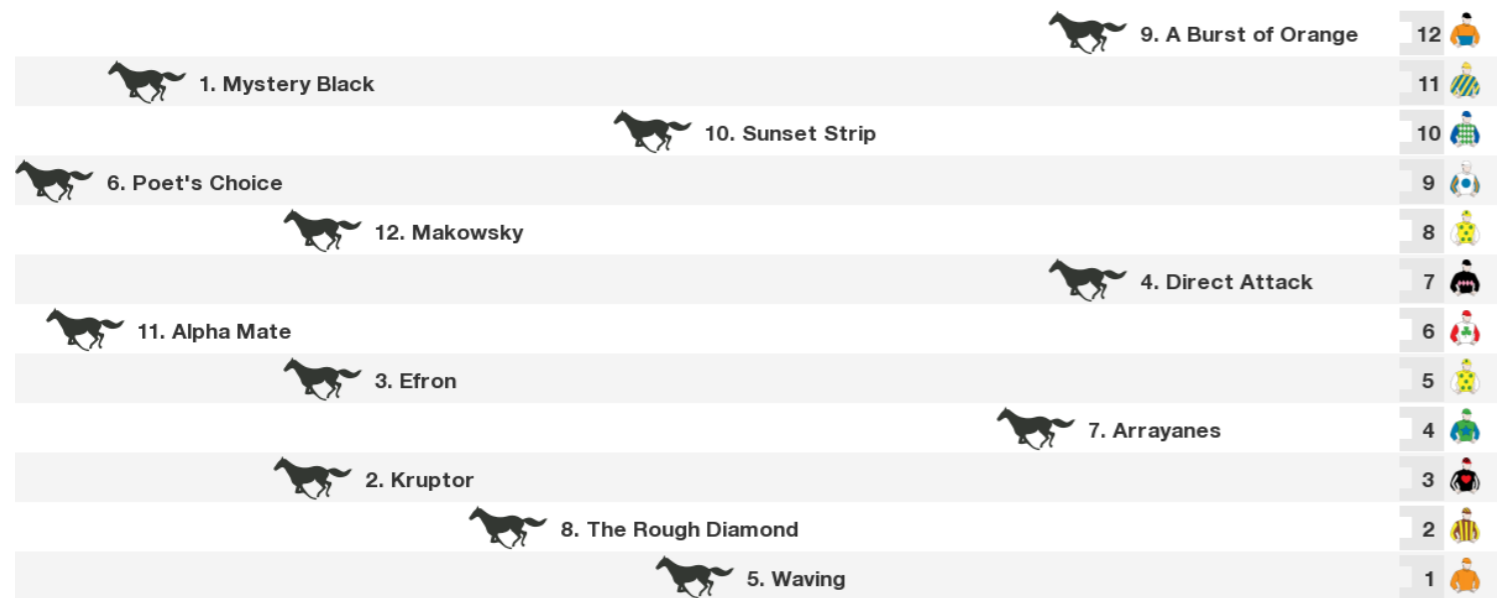 9. A Burst of Orange 12
1. Mystery Black 11
10. Sunset Strip 10
6. Poet's Choice 9
12. Makowsky 8
4. Direct Attack 7
11. Alpha Mate 6
3. Efron 5
7. Arrayanes 4
2. Kruptor 3
8. The Rough Diamond 2
5. Waving 1